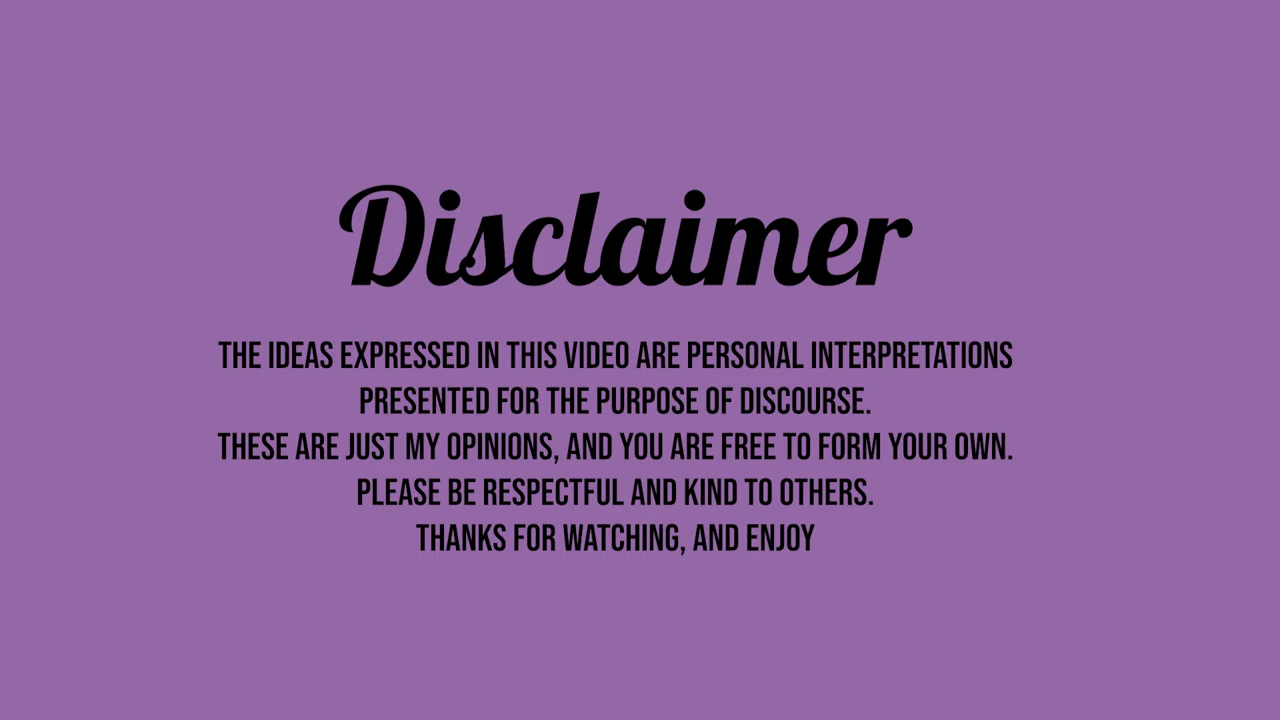 Disclaimer
THE IDEAS EXPRESSED IN THIS VIDEO ARE PERSONAL INTERPRETATIONS
PRESENTED FOR THE PURPOSE OF DISCOURSE.
THESE ARE JUST MY OPINIONS, AND YOU ARE FREE TO FORM YOUR OWN.
PLEASE BE RESPECTFUL AND KIND TO OTHERS.
THANKS FOR WATCHING, AND ENJOY